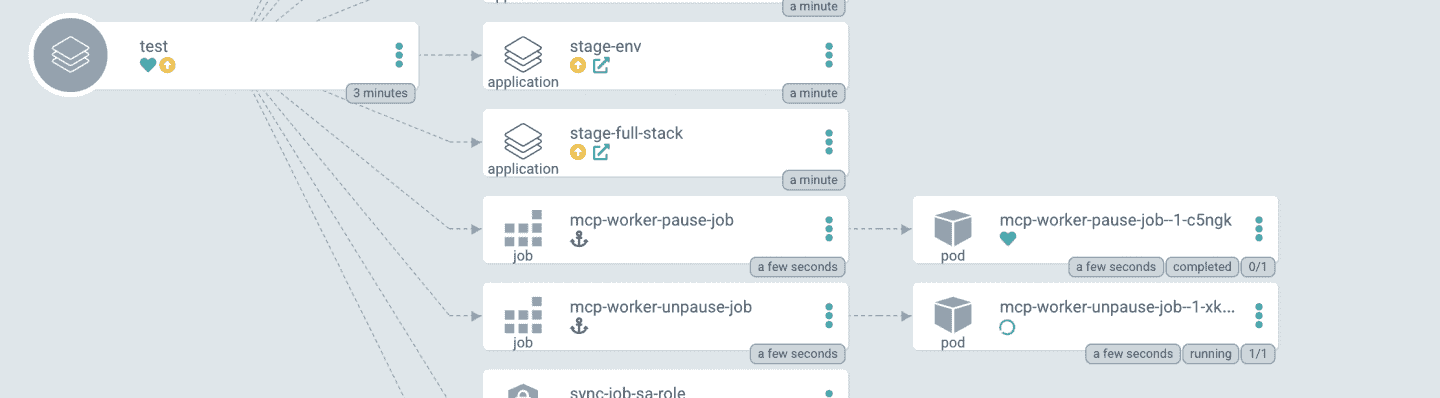 a minute
test
3 minutes
stage-env
application
a minute
stage-full-stack
application
a minute
mcp-worker-pause-job
job
a few seconds
mcp-worker-pause-job--1-c5ngk
pod
a few seconds completed 0/1
mcp-worker-unpause-job
job
a few seconds
mcp-worker-unpause-job--1-xk...
pod
a few seconds running 1/1
sync-job-sa-role